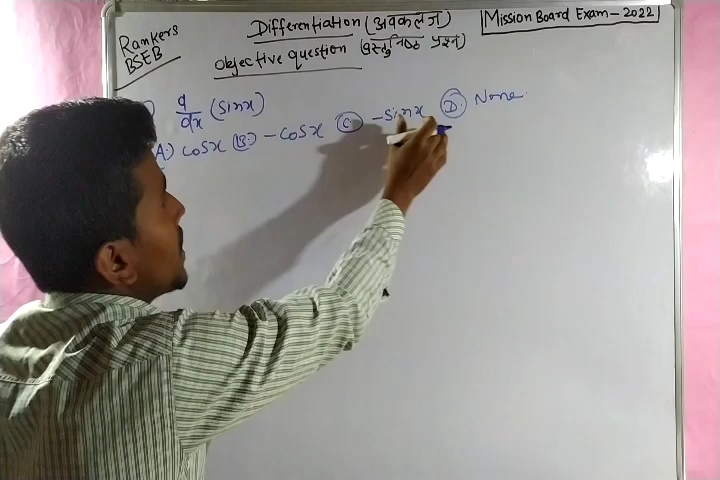 Rankers
BSEB
Differentiation (अवकलज)
Mission Board Exam - 2022
Objective question (वस्तुनिष्ठ प्रश्न)
d/dx (sinx)
A.) cosx (B.) - cosx (C.) - sinx (D.) None.